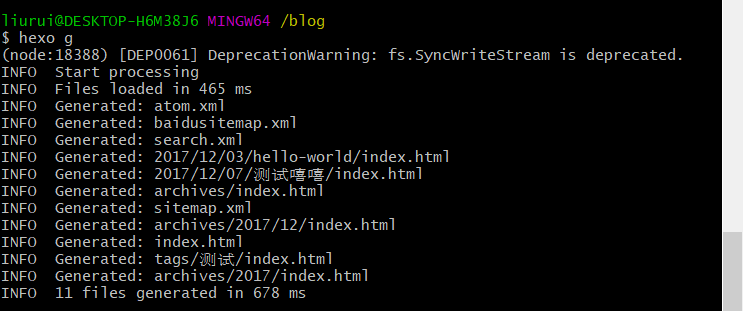 liurui@DESKTOP-H6M38J6 MINGW64 /blog
$ hexo g
(node:18388) [DEP0061] DeprecationWarning: fs.SyncWriteStream is deprecated.
INFO  Start processing
INFO  Files loaded in 465 ms
INFO  Generated: atom.xml
INFO  Generated: baidusitemap.xml
INFO  Generated: search.xml
INFO  Generated: 2017/12/03/hello-world/index.html
INFO  Generated: 2017/12/07/测试嘻嘻/index.html
INFO  Generated: archives/index.html
INFO  Generated: sitemap.xml
INFO  Generated: archives/2017/12/index.html
INFO  Generated: index.html
INFO  Generated: tags/测试/index.html
INFO  Generated: archives/2017/index.html
INFO  11 files generated in 678 ms